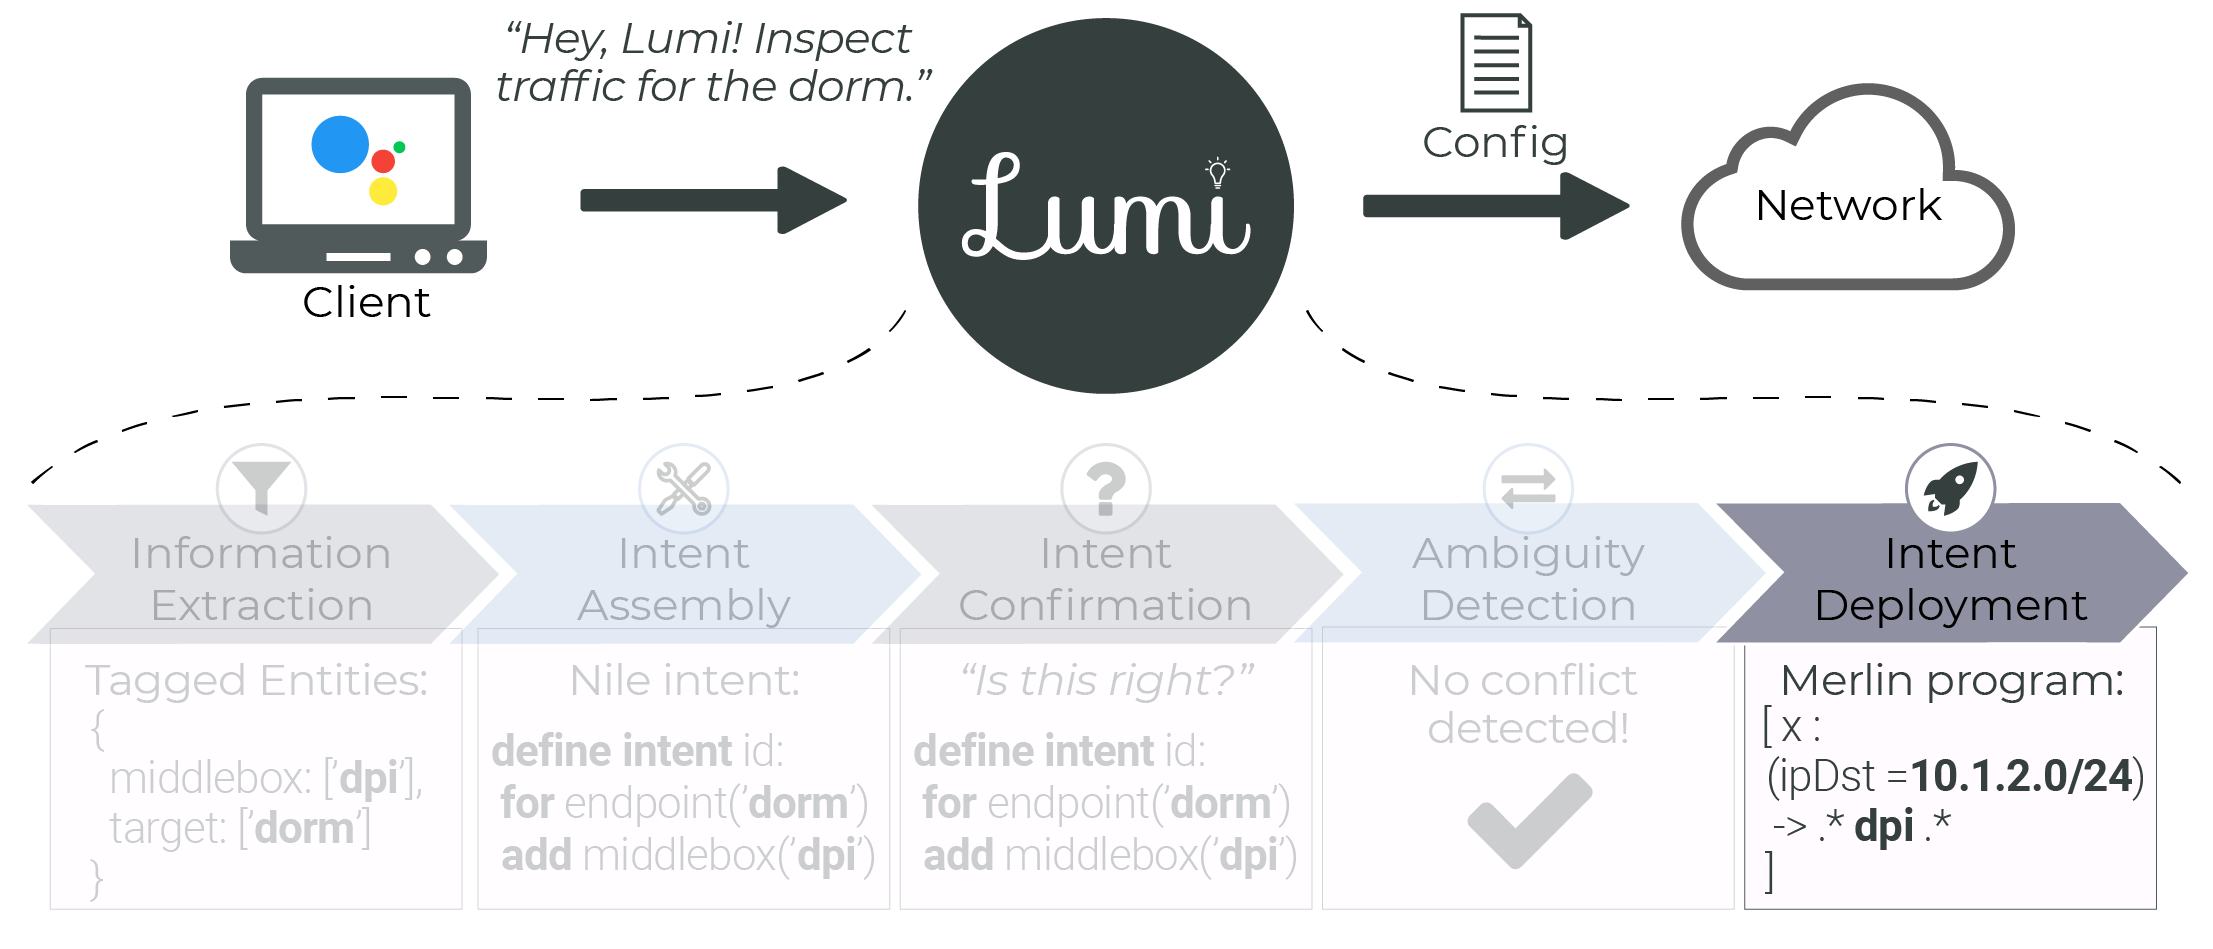 “Hey, Lumi! Inspect
traffic for the dorm.”
Client
Lumi
Config
Network
Information
Extraction
Tagged Entities:
{
middlebox: [’dpi’],
target: [’dorm’]
}
Intent
Assembly
Nile intent:
define intent id:
for endpoint(’dorm’)
add middlebox(’dpi’)
Intent
Confirmation
“Is this right?”
define intent id:
for endpoint(’dorm’)
add middlebox(’dpi’)
Ambiguity
Detection
No conflict
detected!
Intent
Deployment
Merlin program:
[ x :
(ipDst =10.1.2.0/24)
-> .* dpi .*
]